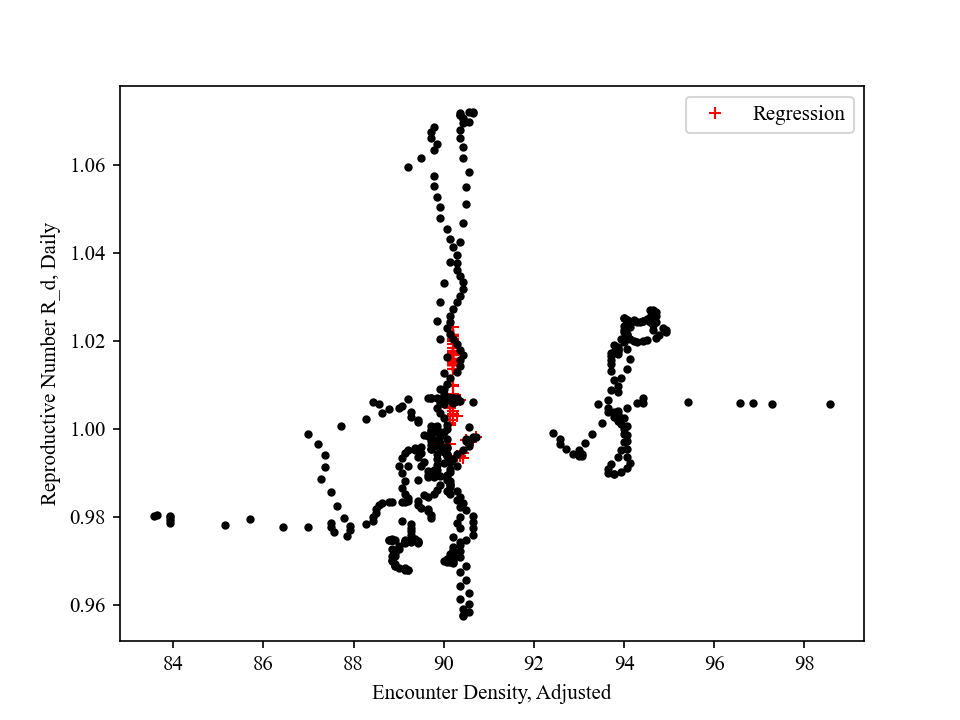 Regression
1.06
1.04
1.02
1.00
0.98
0.96
Reproductive Number R_d, Daily
84 86 88 90 92 94 96 98
Encounter Density, Adjusted